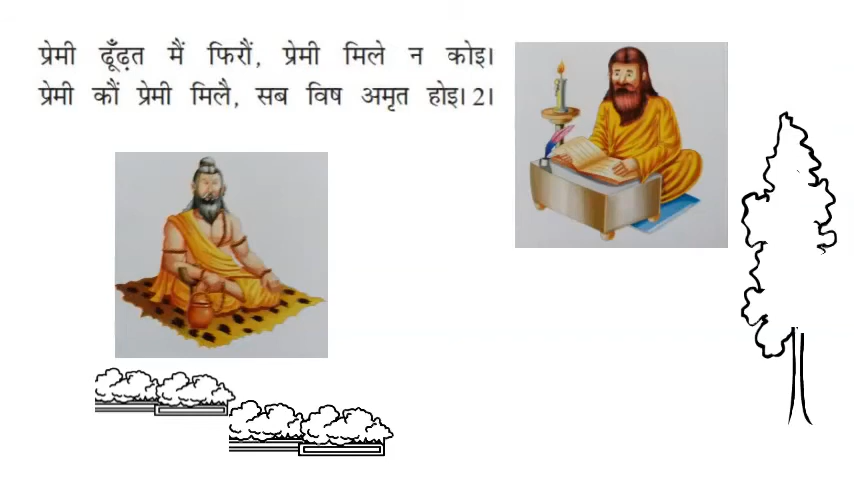 प्रेमी ढूँढ़त मैं फिरौं, प्रेमी मिले न कोइ।
प्रेमी कौं प्रेमी मिलै, सब विष अमृत होइ। 2।